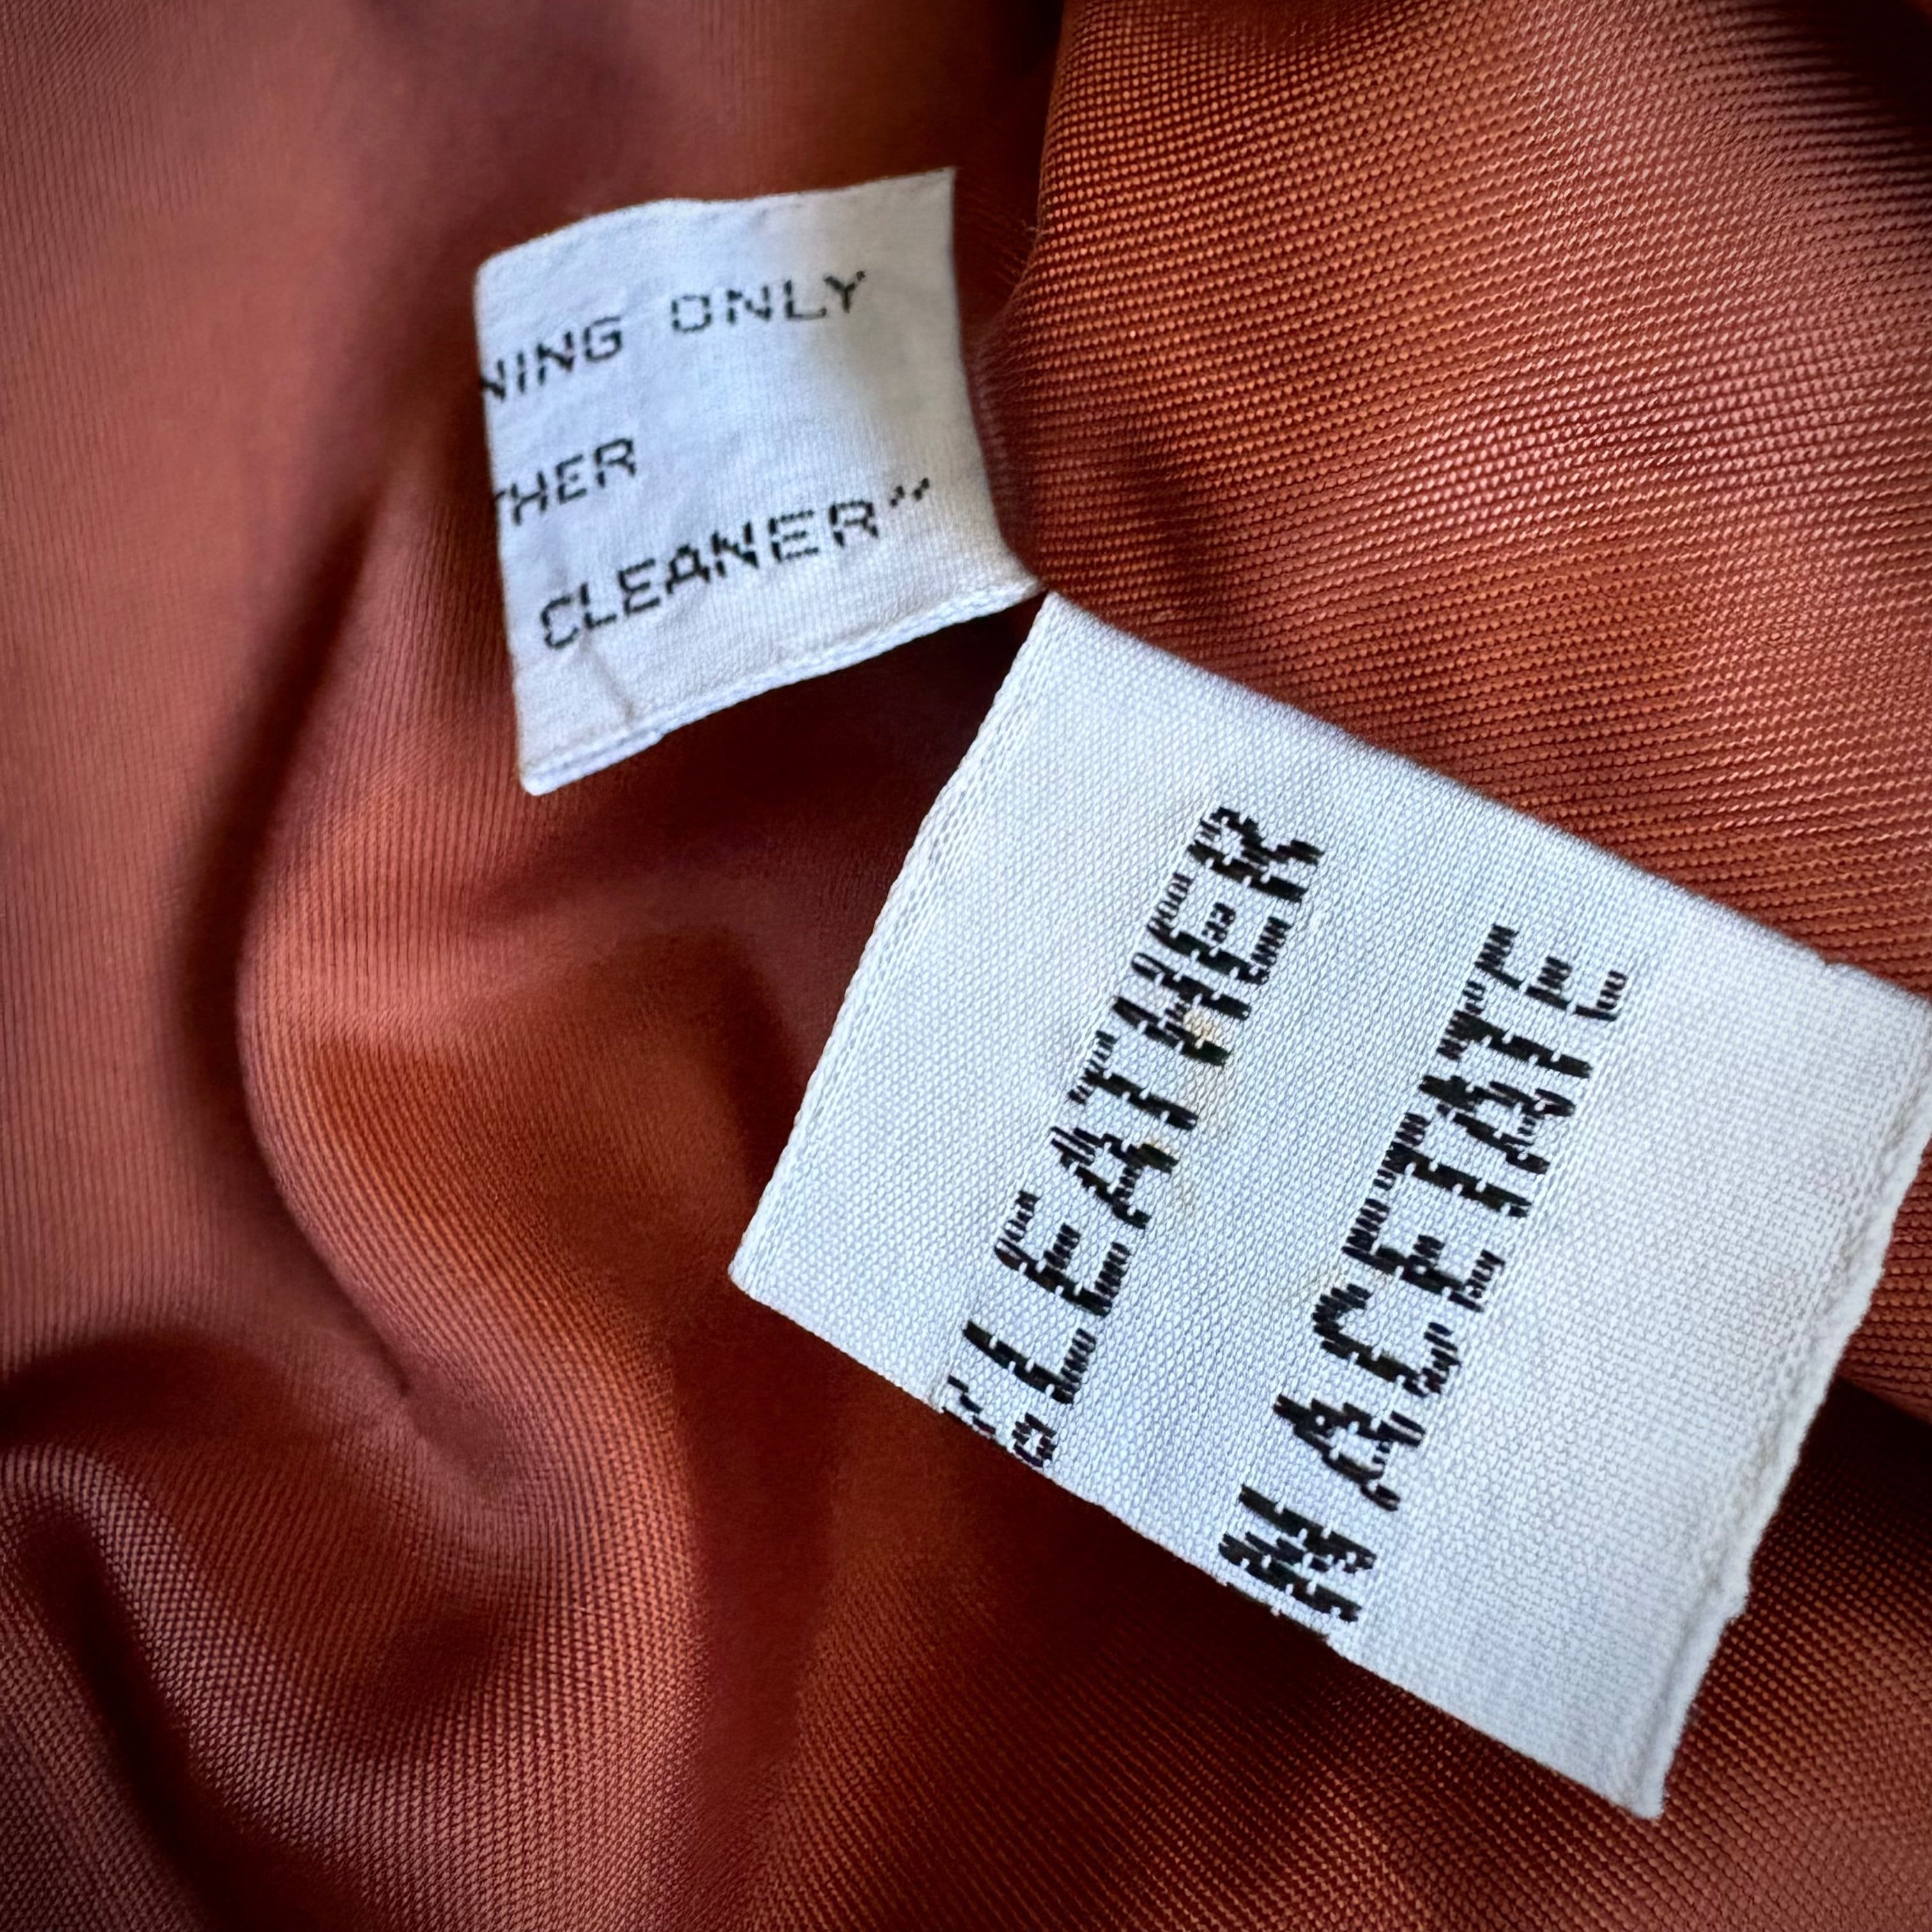 NING ONLY
THER
CLEANER"
LEATHER
N ACETATE